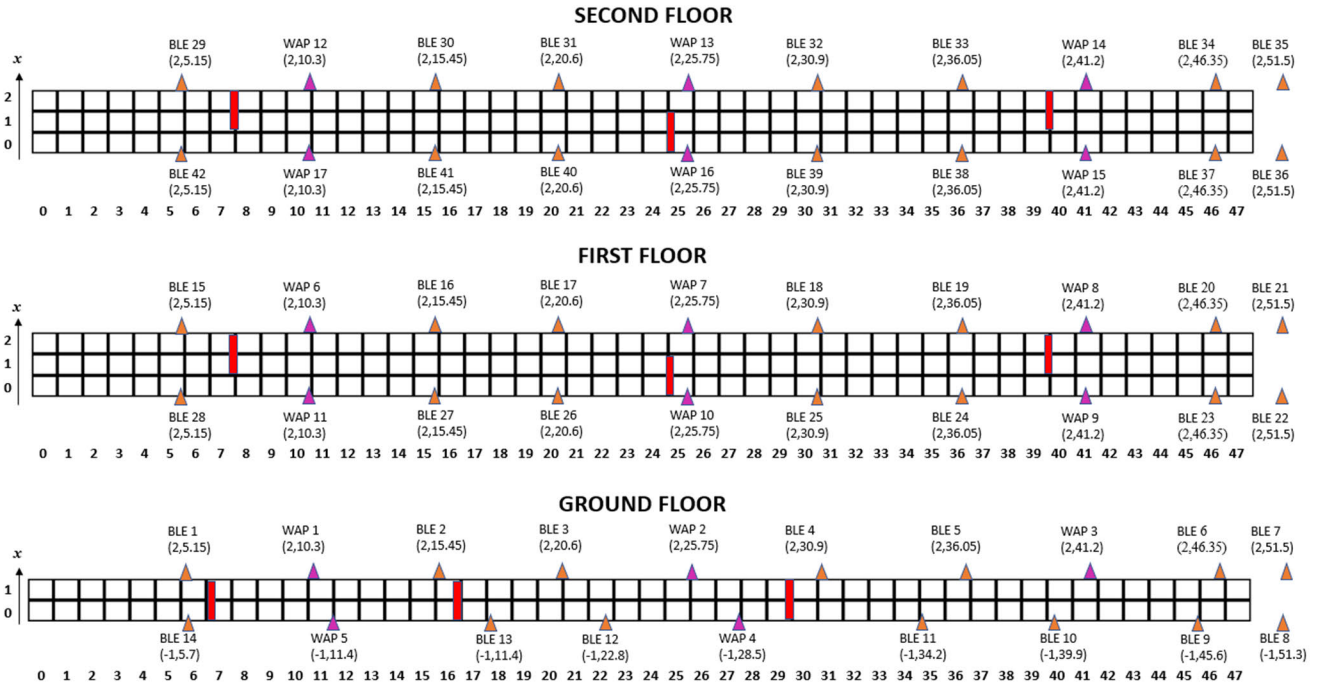 SECOND FLOOR
BLE 29 WAP 12 BLE 30 BLE 31 WAP 13 BLE 32 BLE 33 WAP 14 BLE 34 BLE 35
(2,5.15) (2,10.3) (2,15.45) (2,20.6) (2,25.75) (2,30.9) (2,36.05) (2,41.2) (2,46.35) (2,51.5)
x
2
1
0
BLE 42 WAP 17 BLE 41 BLE 40 WAP 16 BLE 39 BLE 38 WAP 15 BLE 37 BLE 36
(2,5.15) (2,10.3) (2,15.45) (2,20.6) (2,25.75) (2,30.9) (2,36.05) (2,41.2) (2,46.35) (2,51.5)
0 1 2 3 4 5 6 7 8 9 10 11 12 13 14 15 16 17 18 19 20 21 22 23 24 25 26 27 28 29 30 31 32 33 34 35 36 37 38 39 40 41 42 43 44 45 46 47
FIRST FLOOR
BLE 15 WAP 6 BLE 16 BLE 17 WAP 7 BLE 18 BLE 19 WAP 8 BLE 20 BLE 21
(2,5.15) (2,10.3) (2,15.45) (2,20.6) (2,25.75) (2,30.9) (2,36.05) (2,41.2) (2,46.35) (2,51.5)
x
2
1
0
BLE 28 WAP 11 BLE 27 BLE 26 WAP 10 BLE 25 BLE 24 WAP 9 BLE 23 BLE 22
(2,5.15) (2,10.3) (2,15.45) (2,20.6) (2,25.75) (2,30.9) (2,36.05) (2,41.2) (2,46.35) (2,51.5)
0 1 2 3 4 5 6 7 8 9 10 11 12 13 14 15 16 17 18 19 20 21 22 23 24 25 26 27 28 29 30 31 32 33 34 35 36 37 38 39 40 41 42 43 44 45 46 47
GROUND FLOOR
BLE 1 WAP 1 BLE 2 BLE 3 WAP 2 BLE 4 BLE 5 WAP 3 BLE 6 BLE 7
(2,5.15) (2,10.3) (2,15.45) (2,20.6) (2,25.75) (2,30.9) (2,36.05) (2,41.2) (2,46.35) (2,51.5)
x
1
0
BLE 14 WAP 5 BLE 13 BLE 12 WAP 4 BLE 11 BLE 10 BLE 9 BLE 8
(-1,5.7) (-1,11.4) (-1,11.4) (-1,22.8) (-1,28.5) (-1,34.2) (-1,39.9) (-1,45.6) (-1,51.3)
0 1 2 3 4 5 6 7 8 9 10 11 12 13 14 15 16 17 18 19 20 21 22 23 24 25 26 27 28 29 30 31 32 33 34 35 36 37 38 39 40 41 42 43 44 45 46 47